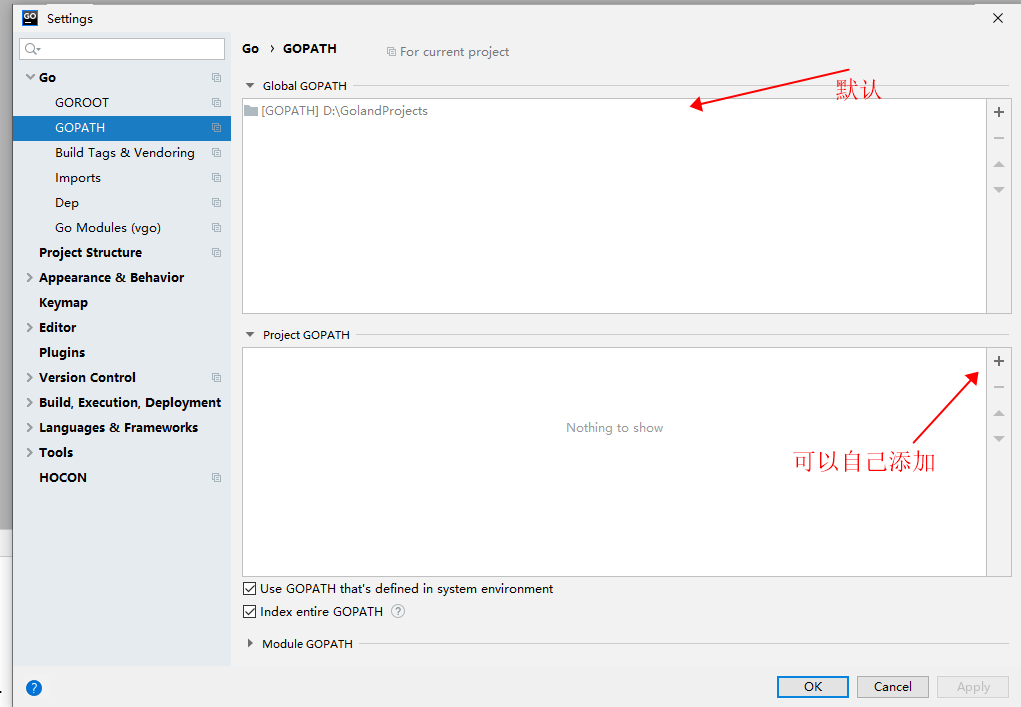 GO Settings
Go › GOPATH For current project
Go
GOROOT
GOPATH
Build Tags & Vendoring
Imports
Dep
Go Modules (vgo)
Project Structure
Appearance & Behavior
Keymap
Editor
Plugins
Version Control
Build, Execution, Deployment
Languages & Frameworks
Tools
HOCON
Global GOPATH
默认
[GOPATH] D:\GolandProjects
Project GOPATH
Nothing to show
可以自己添加
Use GOPATH that's defined in system environment
Index entire GOPATH ?
Module GOPATH
?
OK Cancel Apply